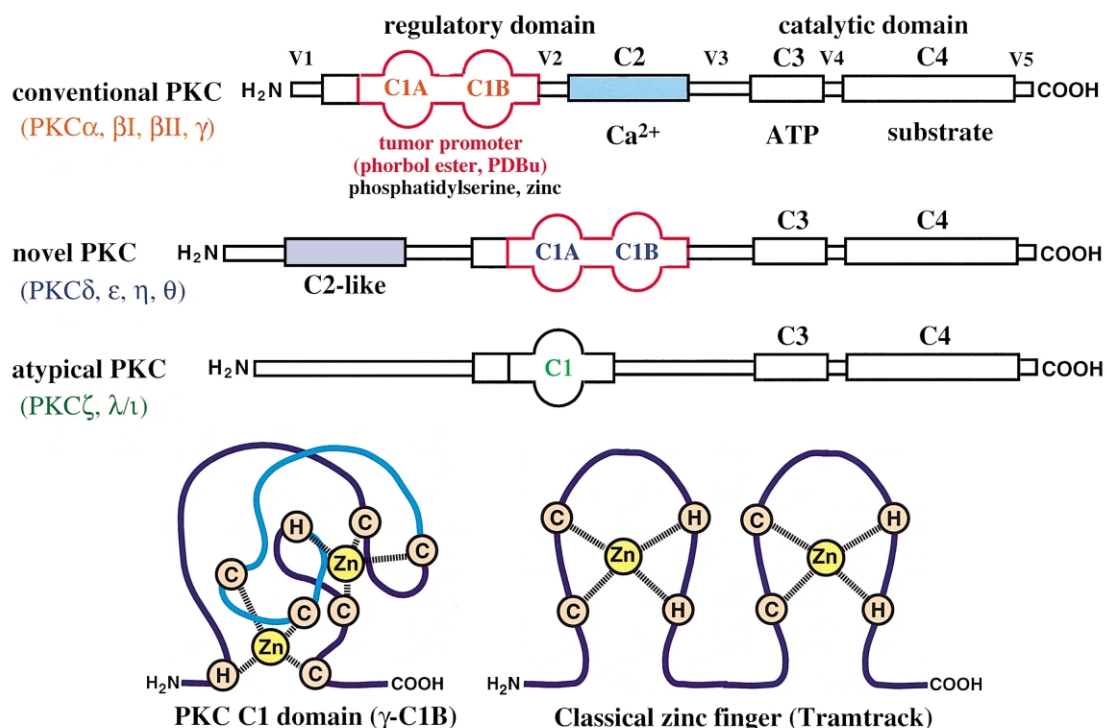 regulatory domain catalytic domain
V1 V2 C2 V3 C3 V4 C4 V5
conventional PKC H₂N C1A C1B COOH
(PKCα, βI, βII, γ) Ca²⁺ ATP substrate
tumor promoter
(phorbol ester, PDBu)
phosphatidylserine, zinc
C3 C4
novel PKC H₂N C1A C1B COOH
(PKCδ, ε, η, θ) C2-like
C3 C4
atypical PKC H₂N C1 COOH
(PKCζ, λ/ι)
H C C Zn C C C Zn H C
C H Zn C H C H Zn C H
H₂N COOH H₂N COOH
PKC C1 domain (γ-C1B) Classical zinc finger (Tramtrack)